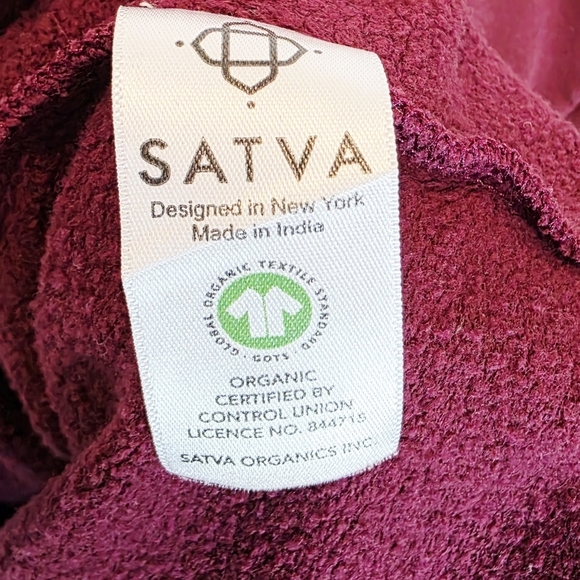 SATVA
Designed in New York
Made in India
GLOBAL ORGANIC TEXTILE STANDARD
· GOTS ·
ORGANIC
CERTIFIED BY
CONTROL UNION
LICENCE NO. 844715
SATVA ORGANICS INC.